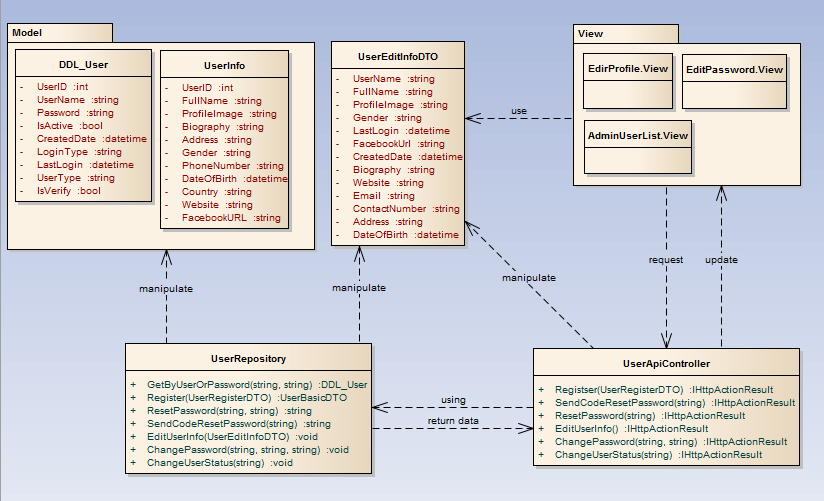 Model
DDL_User
- UserID :int
- UserName :string
- Password :string
- IsActive :bool
- CreatedDate :datetime
- LoginType :string
- LastLogin :datetime
- UserType :string
- IsVerify :bool
UserInfo
- UserID :int
- FullName :string
- ProfileImage :string
- Biography :string
- Address :string
- Gender :string
- PhoneNumber :string
- DateOfBirth :datetime
- Country :string
- Website :string
- FacebookURL :string
UserEditInfoDTO
- UserName :string
- FullName :string
- ProfileImage :string
- Gender :string
- LastLogin :datetime
- FacebookUrl :string
- CreatedDate :datetime
- Biography :string
- Website :string
- Email :string
- ContactNumber :string
- Address :string
- DateOfBirth :datetime
View
EdirProfile.View
EditPassword.View
AdminUserList.View
use
request
update
manipulate
manipulate
manipulate
UserRepository
+ GetByUserOrPassword(string, string) :DDL_User
+ Register(UserRegisterDTO) :UserBasicDTO
+ ResetPassword(string, string) :string
+ SendCodeResetPassword(string) :string
+ EditUserInfo(UserEditInfoDTO) :void
+ ChangePassword(string, string, string) :void
+ ChangeUserStatus(string) :void
using
return data
UserApiController
+ Registser(UserRegisterDTO) :IHttpActionResult
+ SendCodeResetPassword(string) :IHttpActionResult
+ ResetPassword(string) :IHttpActionResult
+ EditUserInfo() :IHttpActionResult
+ ChangePassword(string, string) :IHttpActionResult
+ ChangeUserStatus(string) :IHttpActionResult